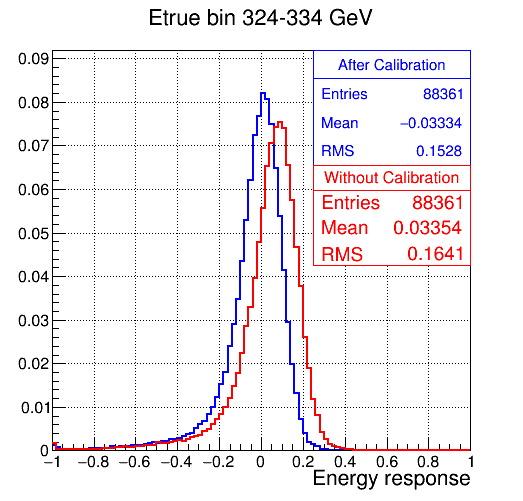 Etrue bin 324-334 GeV
0.09
0.08
0.07
0.06
0.05
0.04
0.03
0.02
0.01
0
After Calibration
Entries 88361
Mean −0.03334
RMS 0.1528
Without Calibration
Entries 88361
Mean 0.03354
RMS 0.1641
−1 −0.8 −0.6 −0.4 −0.2 0 0.2 0.4 0.6 0.8 1
Energy response